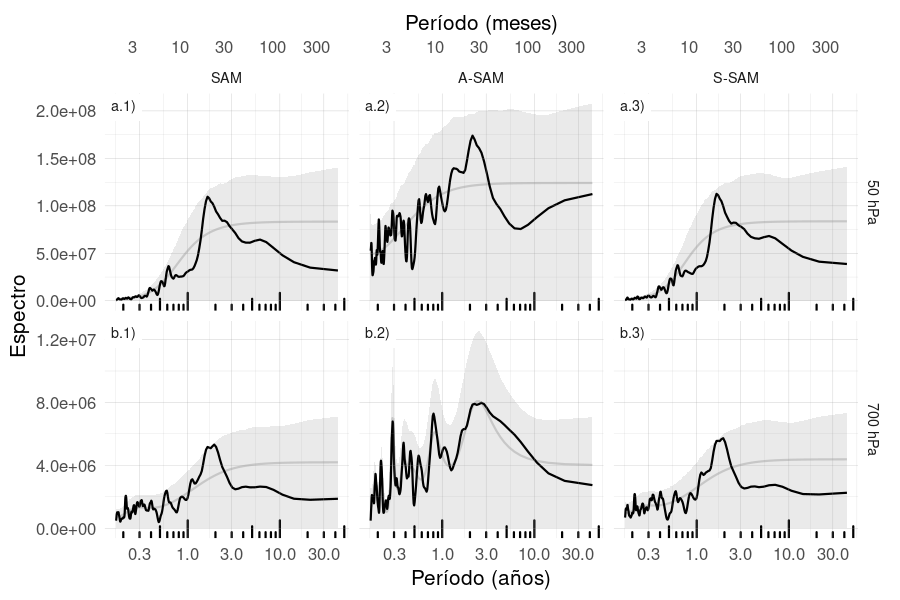 Período (meses)
3 10 30 100 300 3 10 30 100 300 3 10 30 100 300
SAM A-SAM S-SAM
a.1) a.2) a.3)
2.0e+08
1.5e+08
1.0e+08
5.0e+07
0.0e+00
50 hPa
Espectro
b.1) b.2) b.3)
1.2e+07
8.0e+06
4.0e+06
0.0e+00
700 hPa
0.3 1.0 3.0 10.0 30.0 0.3 1.0 3.0 10.0 30.0 0.3 1.0 3.0 10.0 30.0
Período (años)